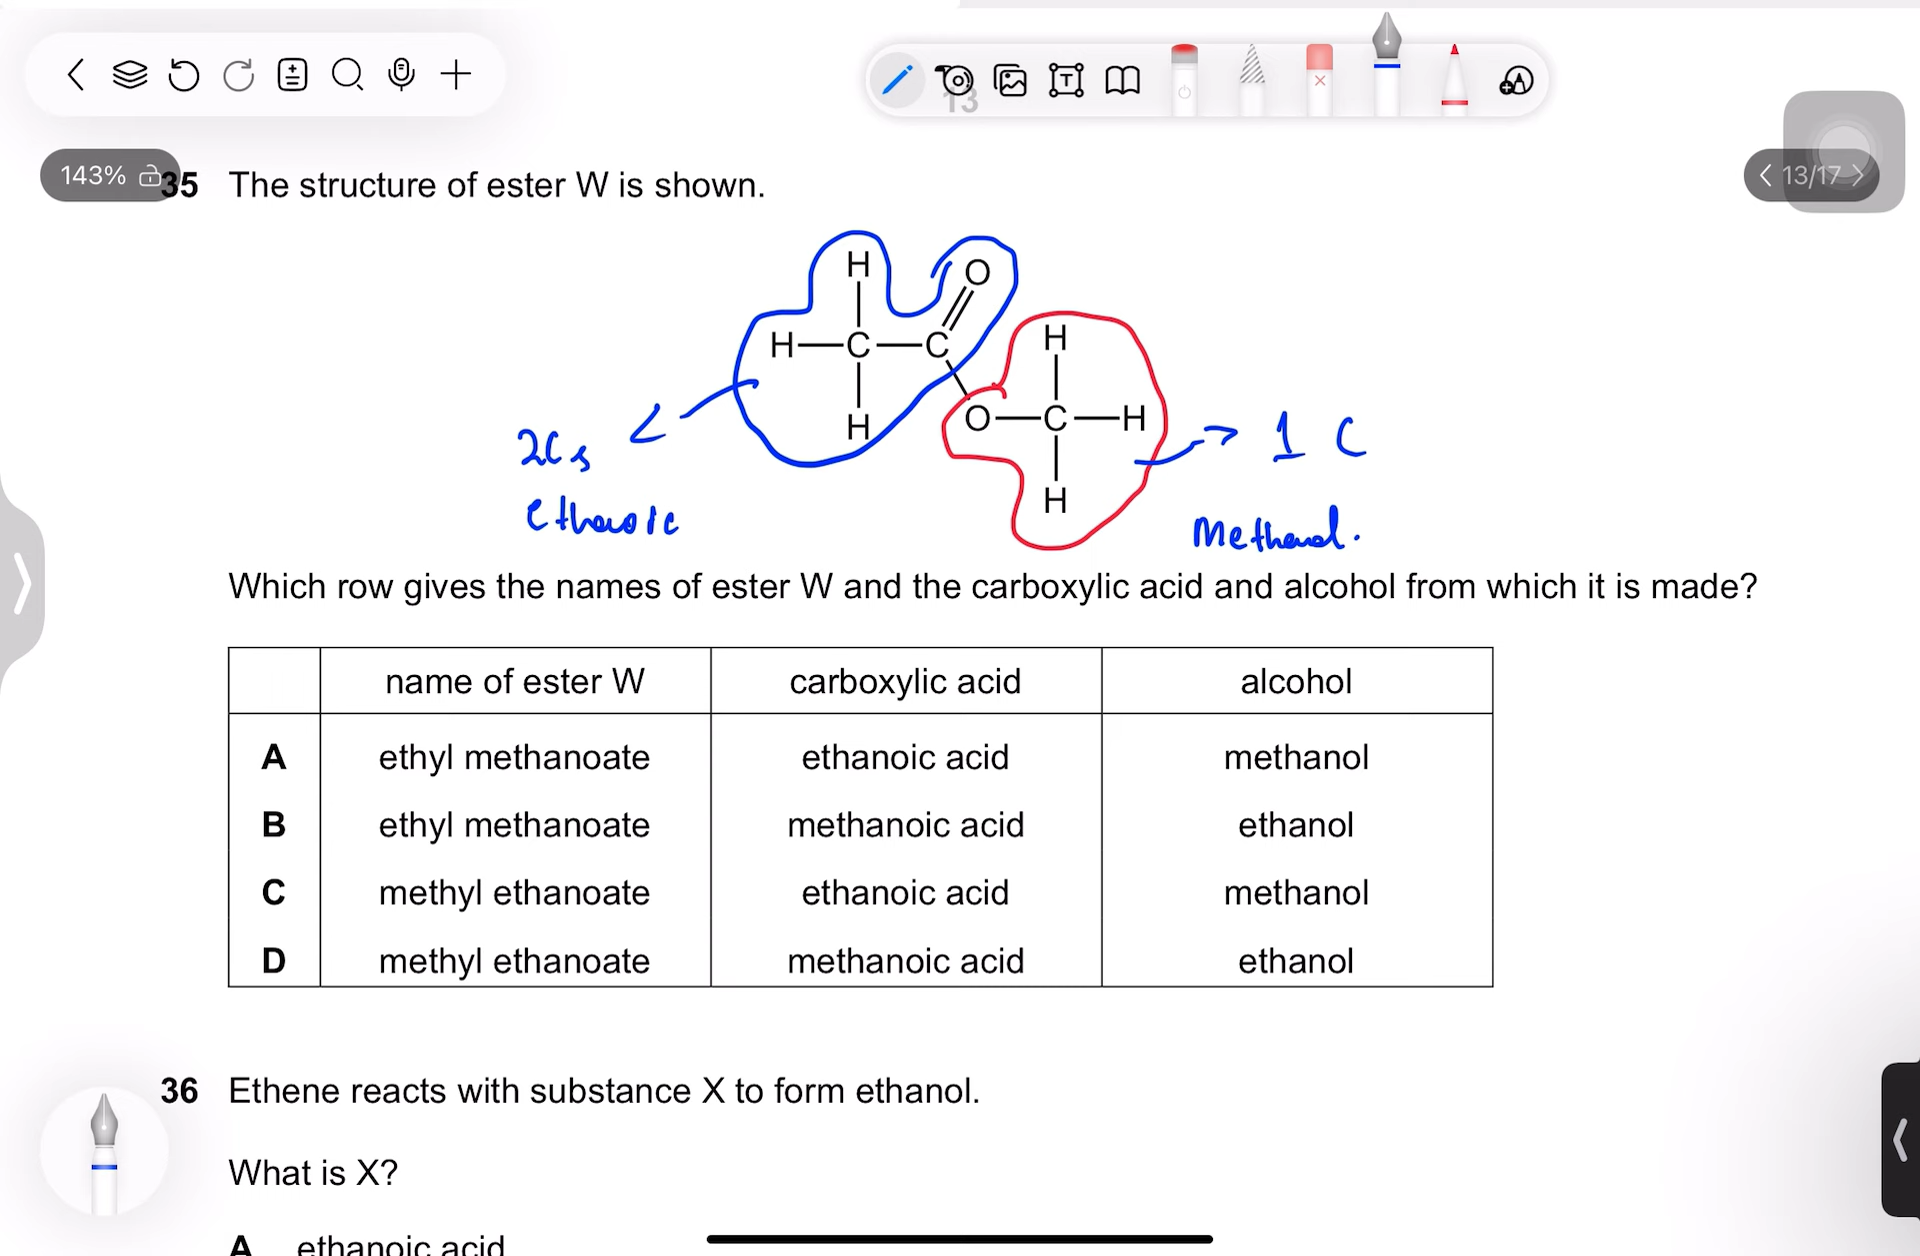 13
143%
13/17
35 The structure of ester W is shown.
H O
H C C H
H O C H
H
2Cs 1 C
ethanoic Methanol.
Which row gives the names of ester W and the carboxylic acid and alcohol from which it is made?
name of ester W carboxylic acid alcohol
A ethyl methanoate ethanoic acid methanol
B ethyl methanoate methanoic acid ethanol
C methyl ethanoate ethanoic acid methanol
D methyl ethanoate methanoic acid ethanol
36 Ethene reacts with substance X to form ethanol.
What is X?
A ethanoic acid